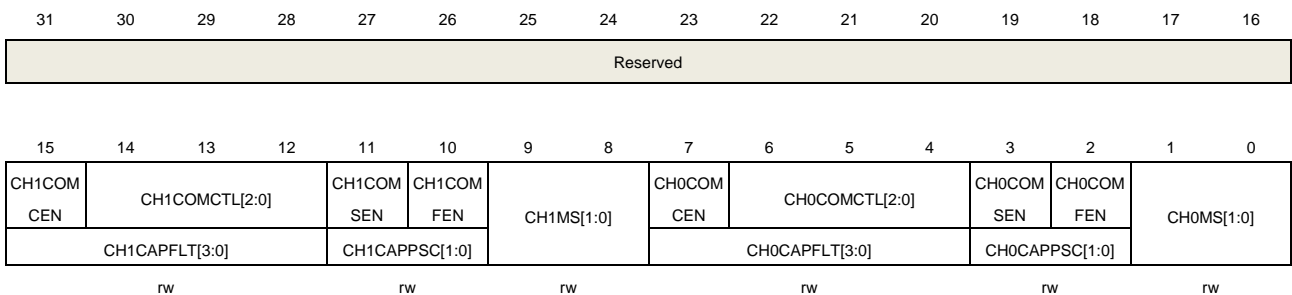 31 30 29 28 27 26 25 24 23 22 21 20 19 18 17 16
Reserved
15 14 13 12 11 10 9 8 7 6 5 4 3 2 1 0
CH1COM CEN CH1COMCTL[2:0] CH1COM SEN CH1COM FEN CH1MS[1:0] CH0COM CEN CH0COMCTL[2:0] CH0COM SEN CH0COM FEN CH0MS[1:0]
CH1CAPFLT[3:0] CH1CAPPSC[1:0] CH0CAPFLT[3:0] CH0CAPPSC[1:0]
rw rw rw rw rw rw